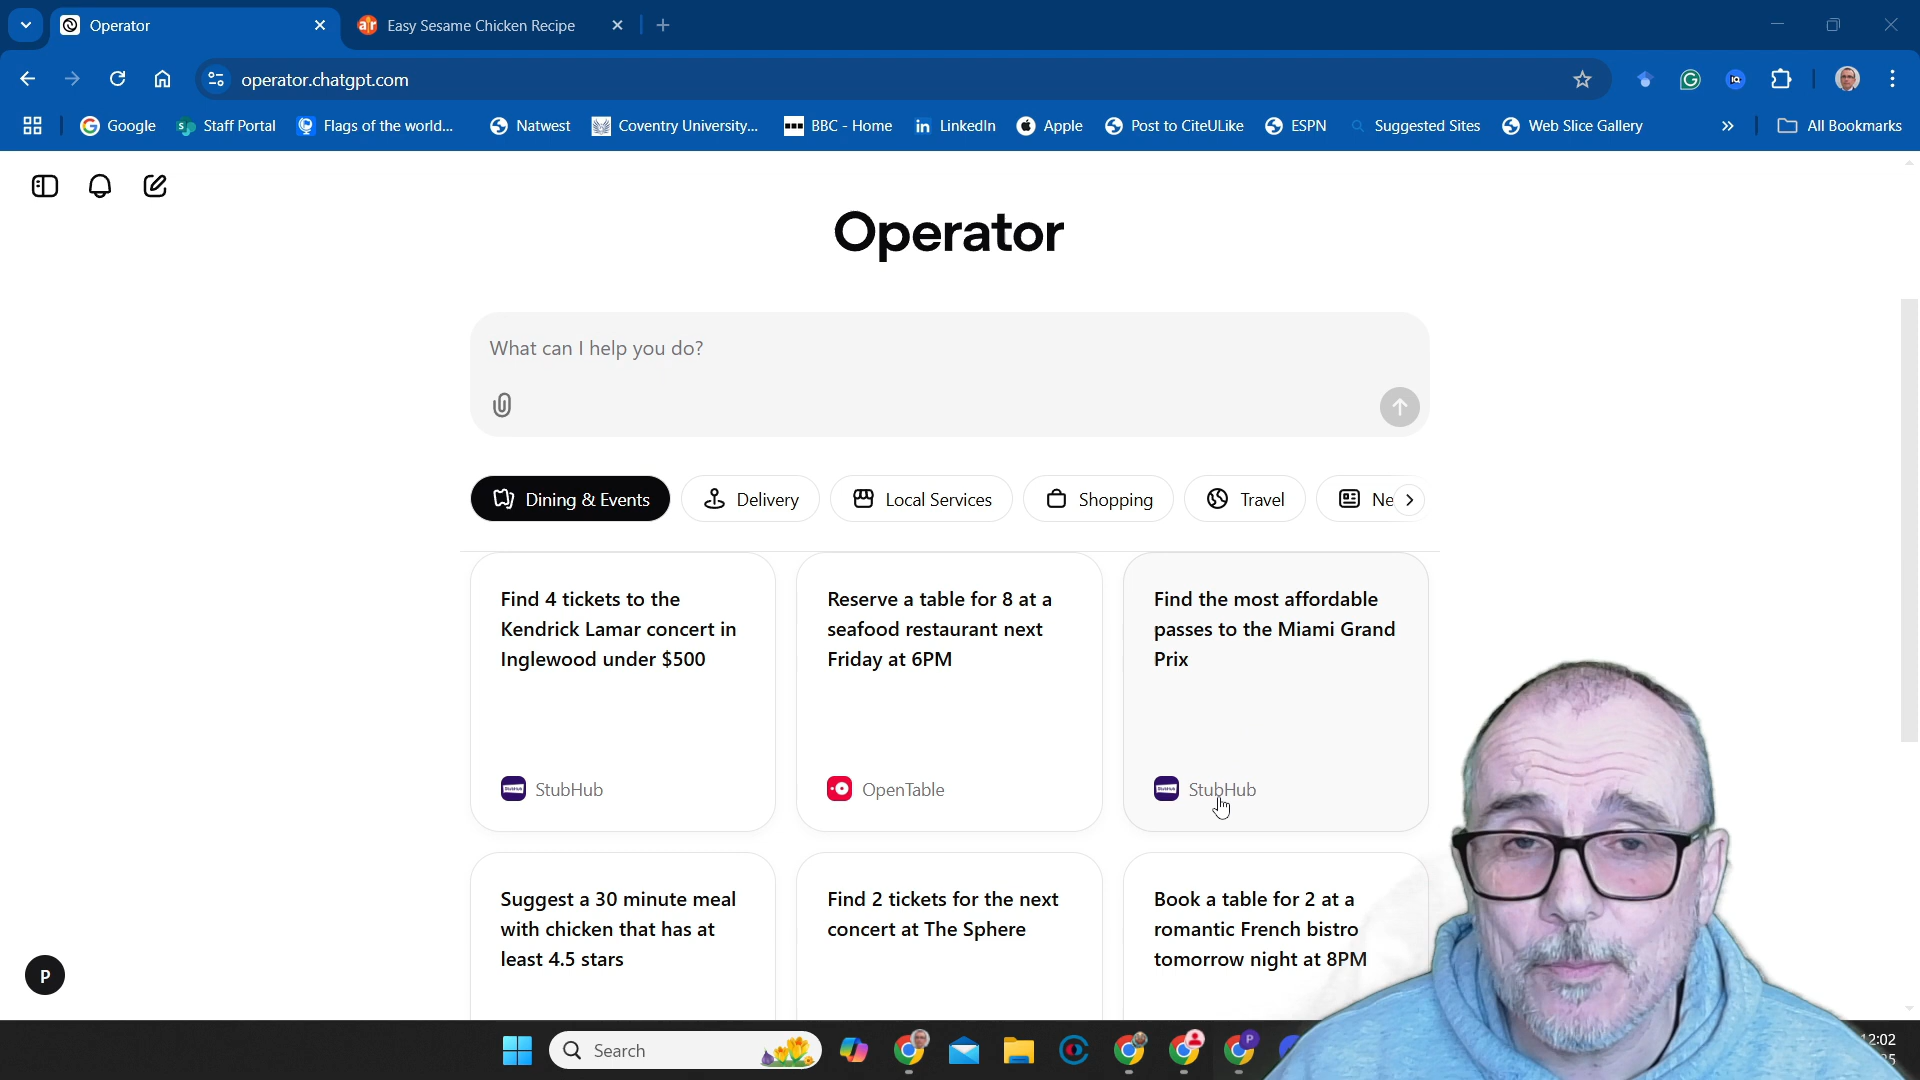 Operator
Easy Sesame Chicken Recipe
operator.chatgpt.com
Google
Staff Portal
Flags of the world...
Natwest
Coventry University...
BBC - Home
LinkedIn
Apple
Post to CiteULike
ESPN
Suggested Sites
Web Slice Gallery
All Bookmarks
Operator
What can I help you do?
Dining & Events
Delivery
Local Services
Shopping
Travel
Ne
Find 4 tickets to the
Kendrick Lamar concert in
Inglewood under $500
StubHub
Reserve a table for 8 at a
seafood restaurant next
Friday at 6PM
OpenTable
Find the most affordable
passes to the Miami Grand
Prix
StubHub
Suggest a 30 minute meal
with chicken that has at
least 4.5 stars
Find 2 tickets for the next
concert at The Sphere
Book a table for 2 at a
romantic French bistro
tomorrow night at 8PM
P
Search
12:02